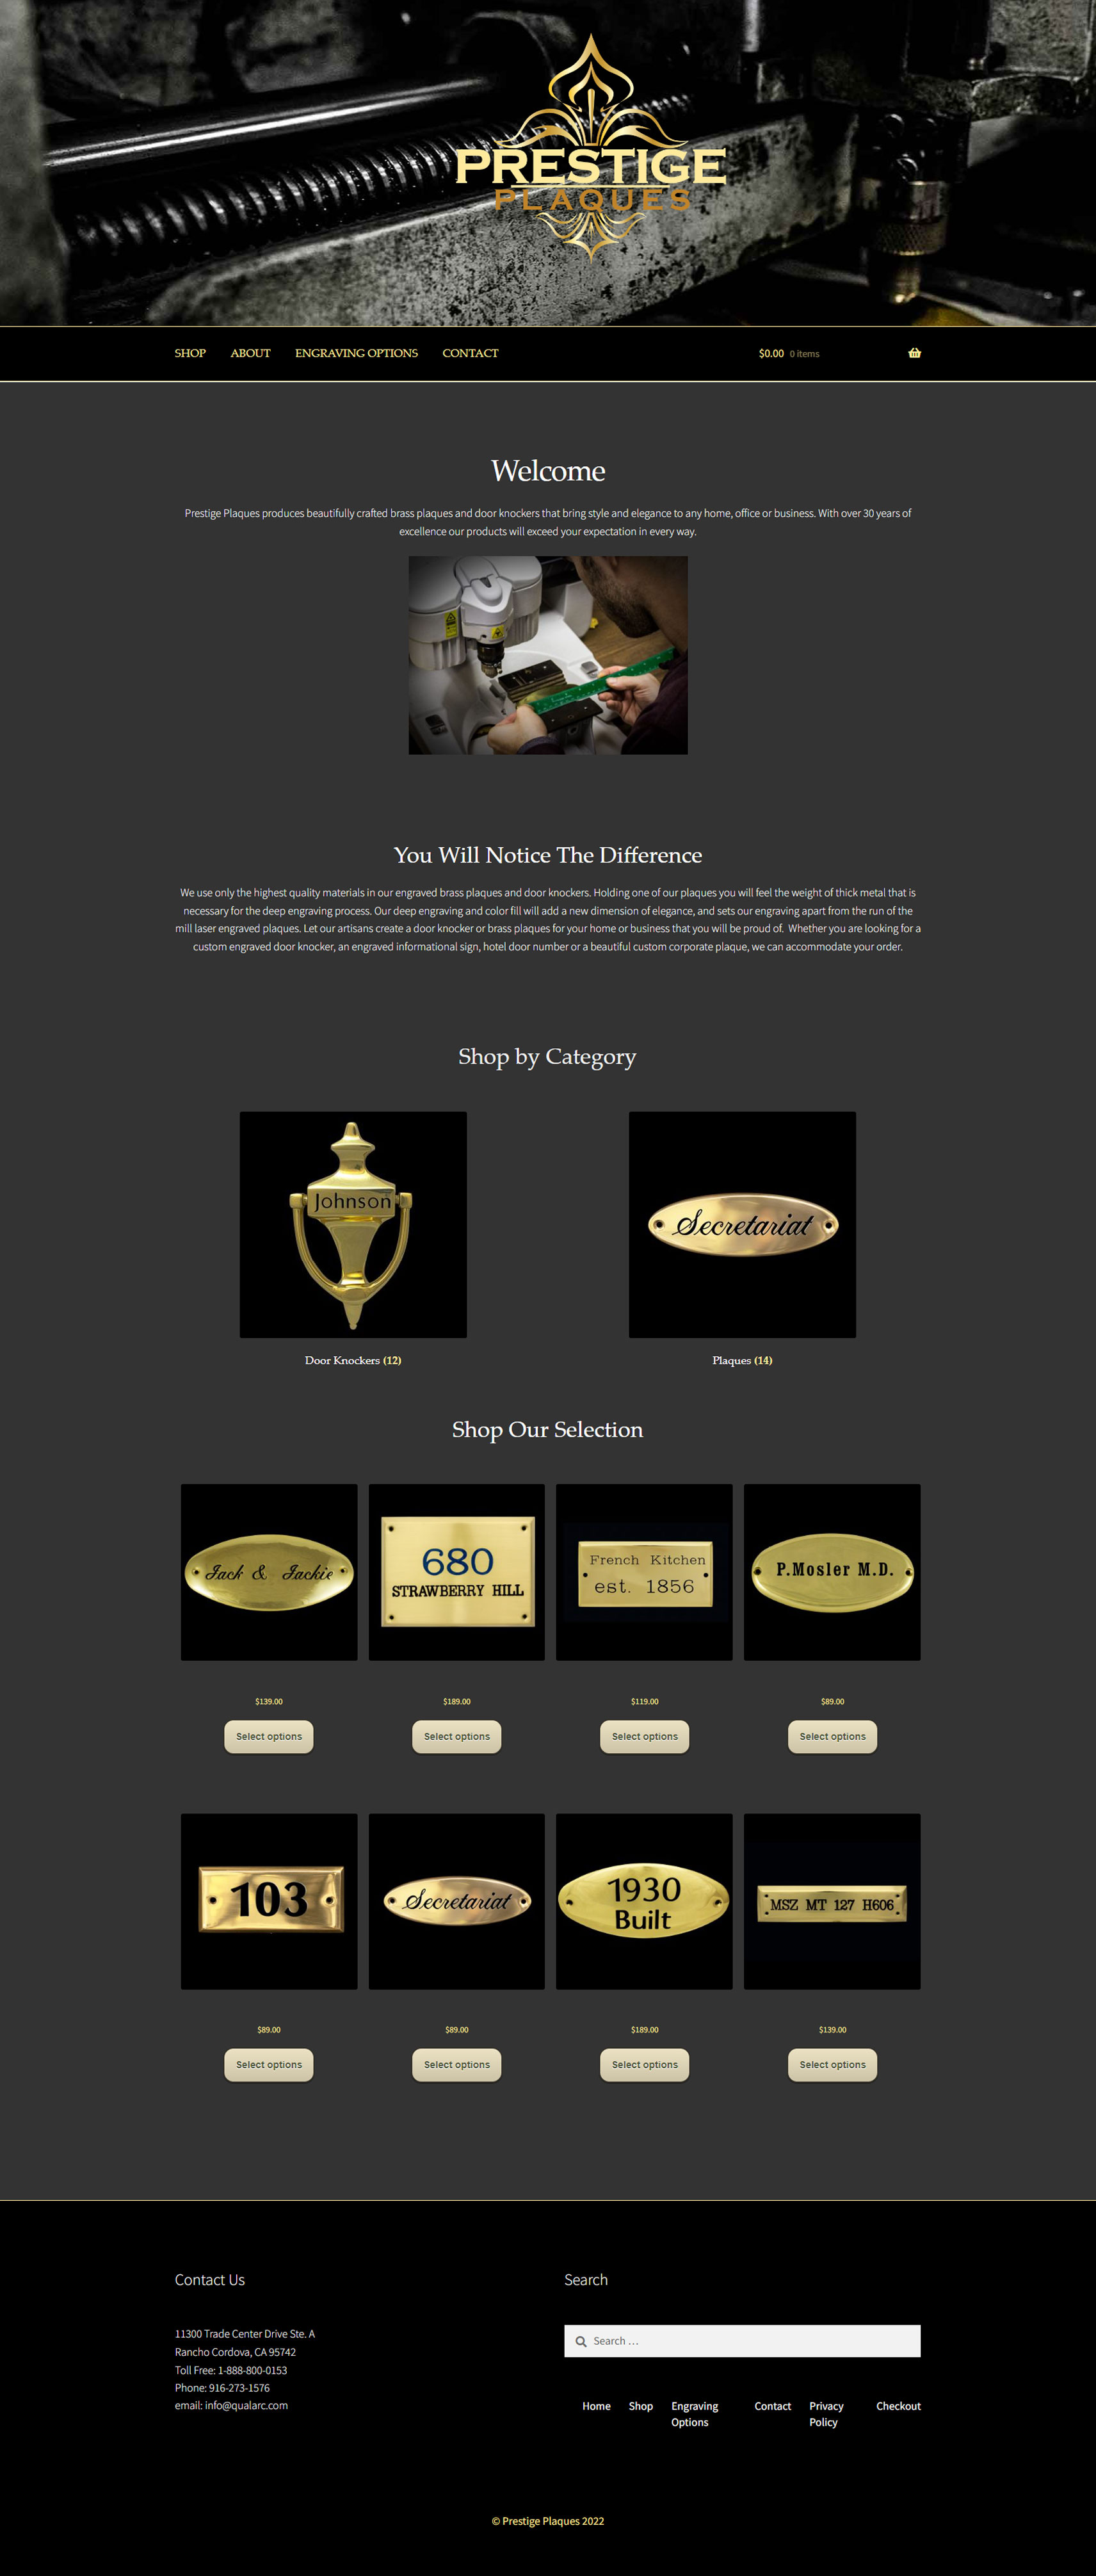 PRESTIGE
PLAQUES
SHOP ABOUT ENGRAVING OPTIONS CONTACT $0.00 0 items
Welcome
Prestige Plaques produces beautifully crafted brass plaques and door knockers that bring style and elegance to any home, office or business. With over 30 years of
excellence our products will exceed your expectation in every way.
You Will Notice The Difference
We use only the highest quality materials in our engraved brass plaques and door knockers. Holding one of our plaques you will feel the weight of thick metal that is
necessary for the deep engraving process. Our deep engraving and color fill will add a new dimension of elegance, and sets our engraving apart from the run of the
mill laser engraved plaques. Let our artisans create a door knocker or brass plaques for your home or business that you will be proud of.  Whether you are looking for a
custom engraved door knocker, an engraved informational sign, hotel door number or a beautiful custom corporate plaque, we can accommodate your order.
Shop by Category
Johnson
Secretariat
Door Knockers (12)
Plaques (14)
Shop Our Selection
Jack & Jackie
680
STRAWBERRY HILL
French Kitchen
est. 1856
P.Mosler M.D.
$139.00 $189.00 $119.00 $89.00
Select options Select options Select options Select options
103
Secretariat
1930
Built
MSZ MT 127 H606
$89.00 $89.00 $189.00 $139.00
Select options Select options Select options Select options
Contact Us
11300 Trade Center Drive Ste. A
Rancho Cordova, CA 95742
Toll Free: 1-888-800-0153
Phone: 916-273-1576
email: info@qualarc.com
Search
Search …
Home Shop Engraving Options Contact Privacy Policy Checkout
© Prestige Plaques 2022